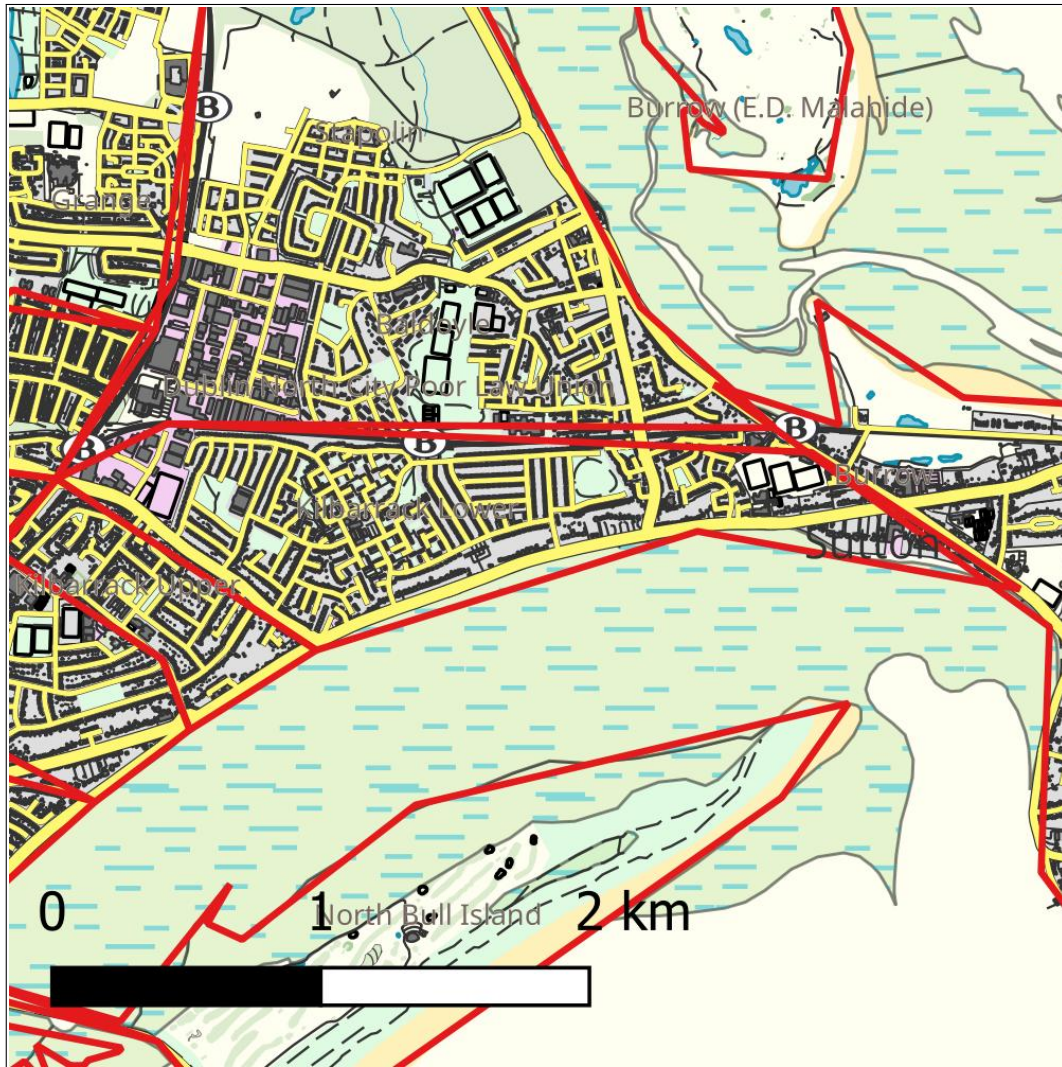 B
Burrow (E.D. Malahide)
Stapolin
Grange
Baldoyle
Dublin North City Poor Law Union
B
B
B
Burrow
Kilbarrack Lower
Sutton
Kilbarrack Upper
0 1 2 km
North Bull Island